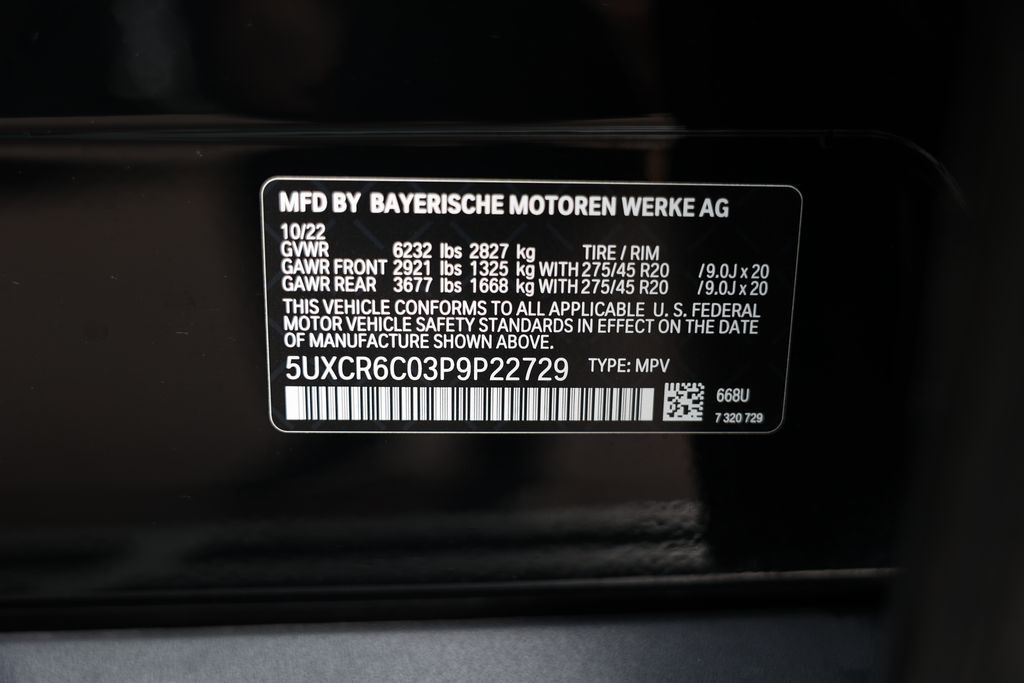 MFD BY BAYERISCHE MOTOREN WERKE AG
10/22
GVWR 6232 lbs 2827 kg TIRE / RIM
GAWR FRONT 2921 lbs 1325 kg WITH 275/45 R20 /9.0J x 20
GAWR REAR 3677 lbs 1668 kg WITH 275/45 R20 /9.0J x 20
THIS VEHICLE CONFORMS TO ALL APPLICABLE U. S. FEDERAL
MOTOR VEHICLE SAFETY STANDARDS IN EFFECT ON THE DATE
OF MANUFACTURE SHOWN ABOVE.
5UXCR6C03P9P22729 TYPE: MPV
668U
7 320 729